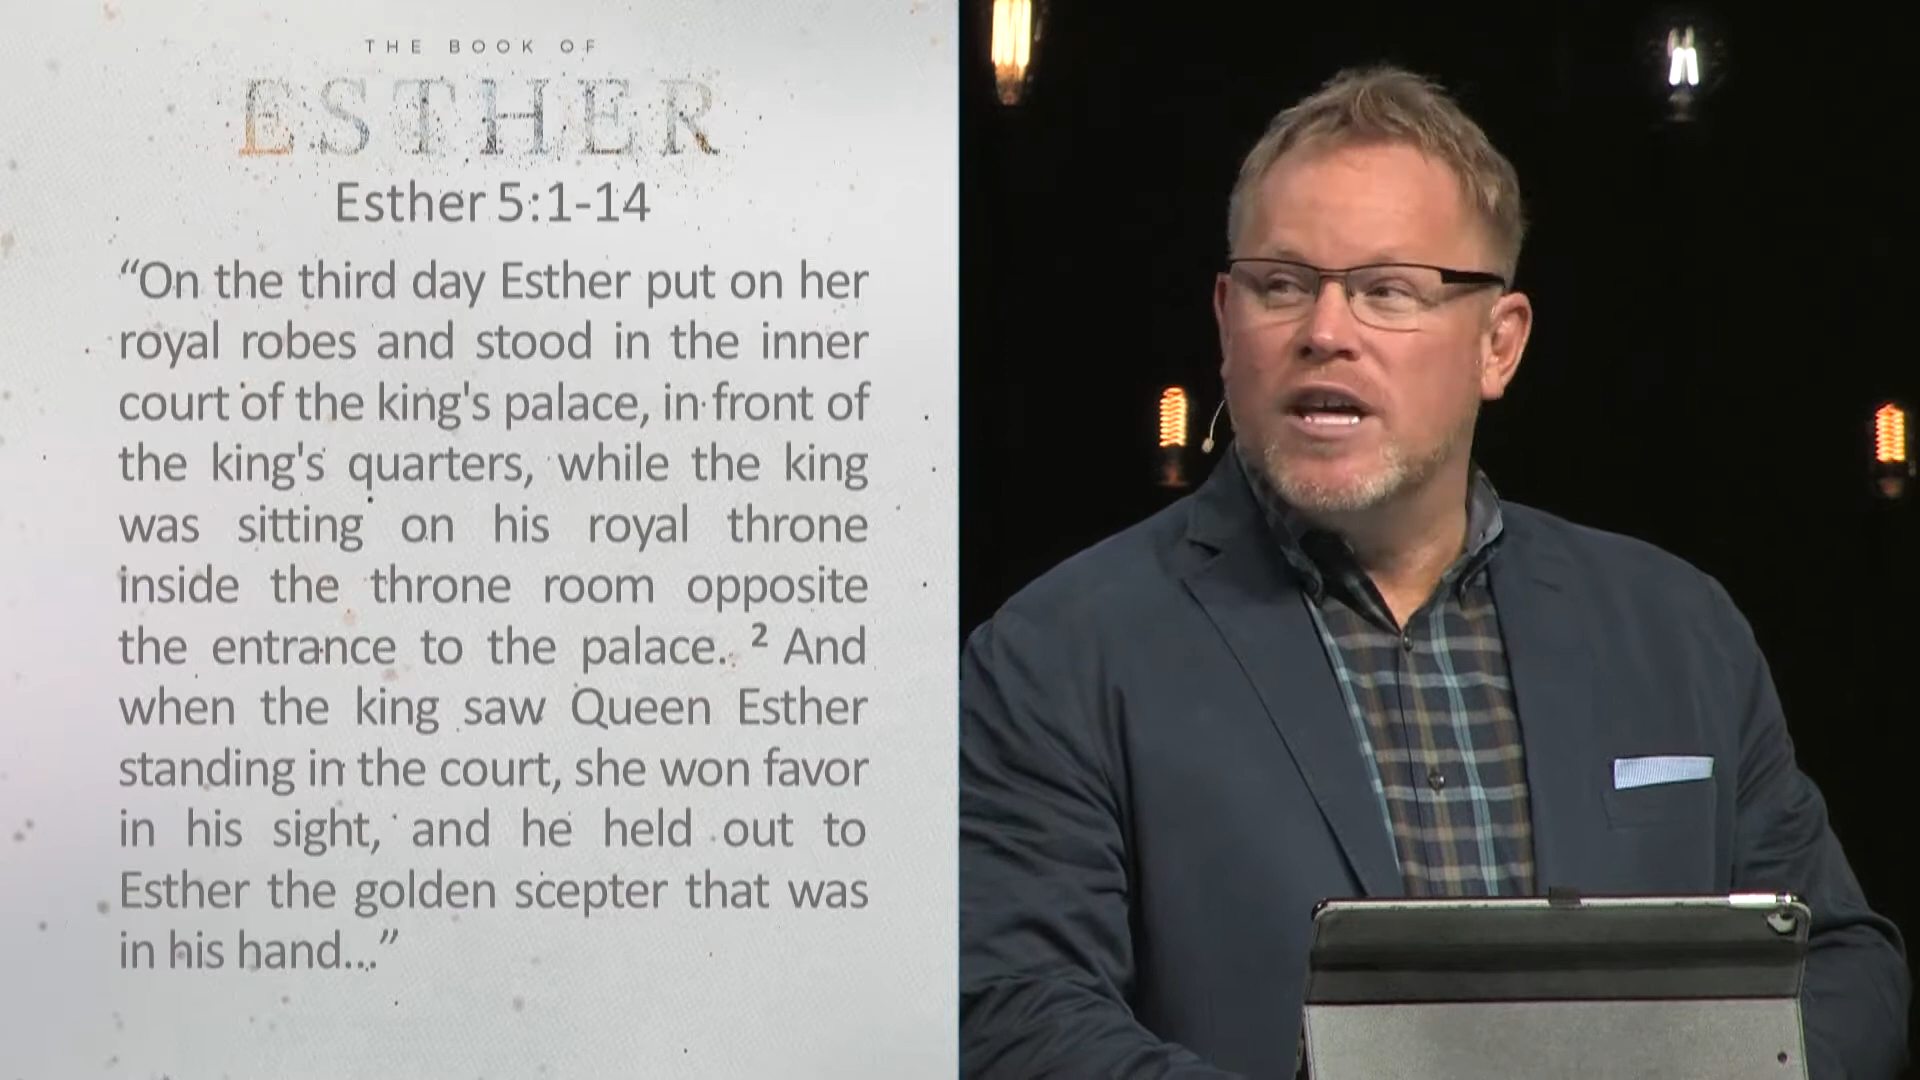 THE BOOK OF
ESTHER
Esther 5:1-14
“On the third day Esther put on her
royal robes and stood in the inner
court of the king's palace, in front of
the king's quarters, while the king
was sitting on his royal throne
inside the throne room opposite
the entrance to the palace. ² And
when the king saw Queen Esther
standing in the court, she won favor
in his sight, and he held out to
Esther the golden scepter that was
in his hand...”